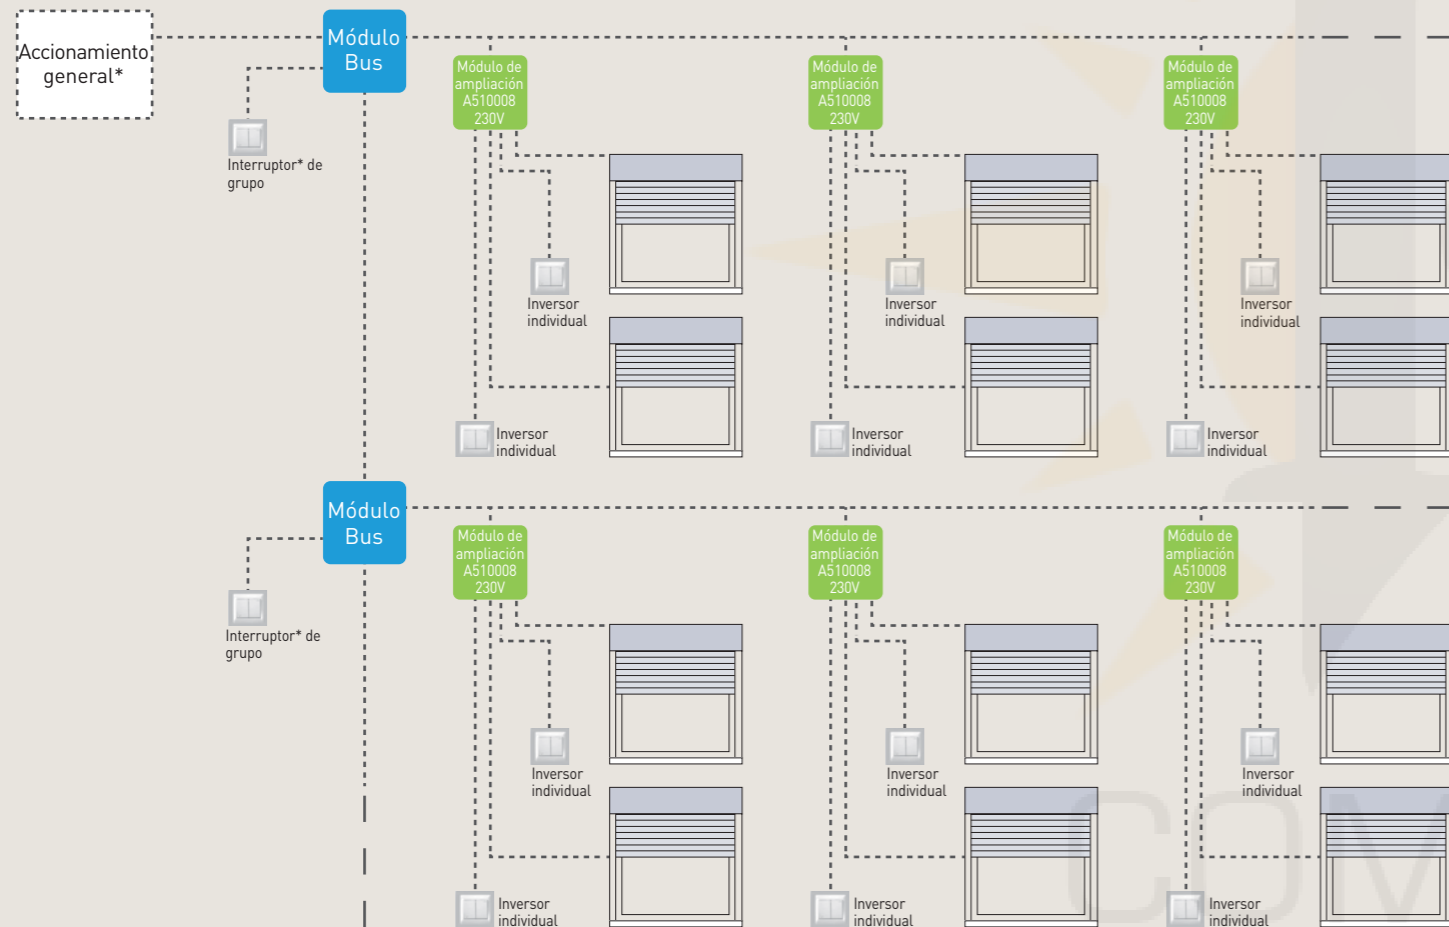 Accionamiento
general*
Módulo
Bus
Interruptor* de
grupo
Módulo de
ampliación
A510008
230V
Inversor
individual
Inversor
individual
Módulo de
ampliación
A510008
230V
Inversor
individual
Inversor
individual
Módulo de
ampliación
A510008
230V
Inversor
individual
Inversor
individual
Módulo
Bus
Interruptor* de
grupo
Módulo de
ampliación
A510008
230V
Inversor
individual
Inversor
individual
Módulo de
ampliación
A510008
230V
Inversor
individual
Inversor
individual
Módulo de
ampliación
A510008
230V
Inversor
individual
Inversor
individual
COM